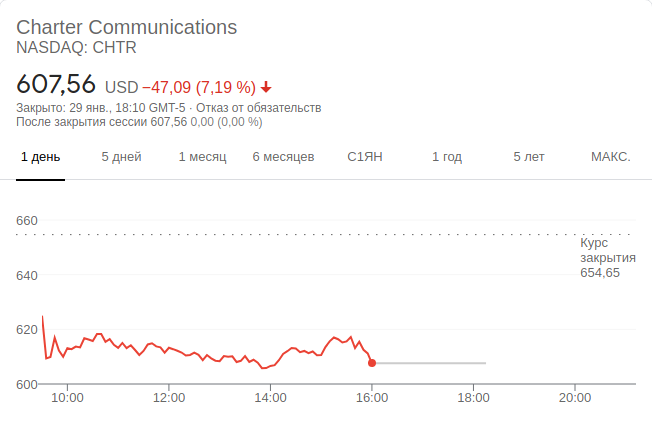 Charter Communications
NASDAQ: CHTR
607,56 USD −47,09 (7,19 %)
Закрыто: 29 янв., 18:10 GMT-5 · Отказ от обязательств
После закрытия сессии 607,56 0,00 (0,00 %)
1 день 5 дней 1 месяц 6 месяцев С1ЯН 1 год 5 лет МАКС.
660
Курс
закрытия
654,65
640
620
600
10:00 12:00 14:00 16:00 18:00 20:00